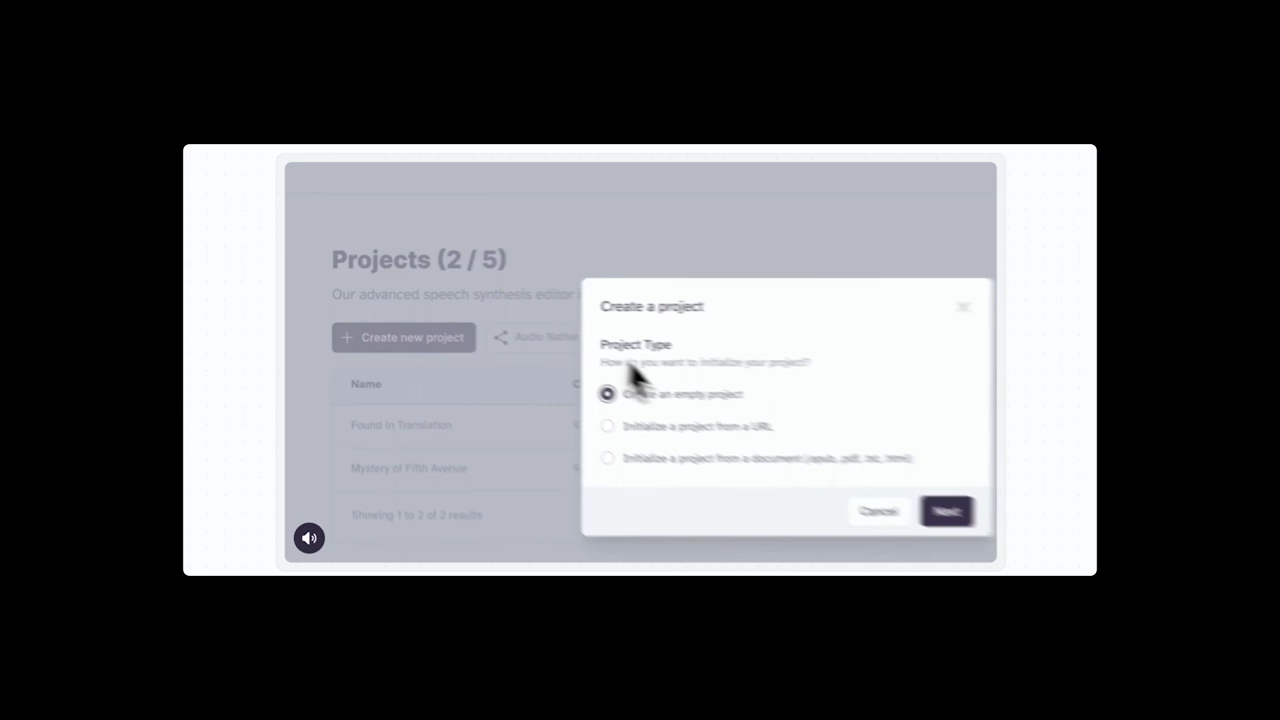 Projects (2 / 5)
Our advanced speech synthesis editor
Create new project
Audio Native
Name
Found In Translation
Mystery of Fifth Avenue
Showing 1 to 2 of 2 results
Create a project
Project Type
How do you want to initialize your project?
an empty project
Initialize a project from a URL
Initialize a project from a document (epub, pdf, txt, html)
Cancel
Next